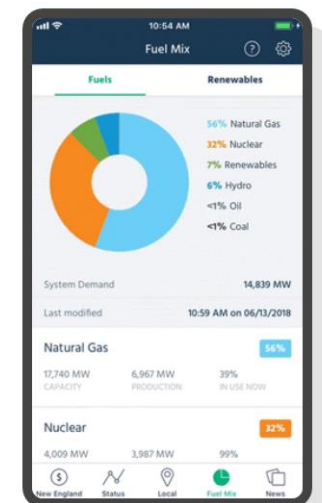 10:54 AM
Fuel Mix
?
Fuels Renewables
56% Natural Gas
32% Nuclear
7% Renewables
6% Hydro
<1% Oil
<1% Coal
System Demand 14,839 MW
Last modified 10:59 AM on 06/13/2018
Natural Gas 56%
17,740 MW 6,967 MW 39%
CAPACITY PRODUCTION IN USE NOW
Nuclear 32%
4,009 MW 3,987 MW 99%
$
New England Status Local Fuel Mix News